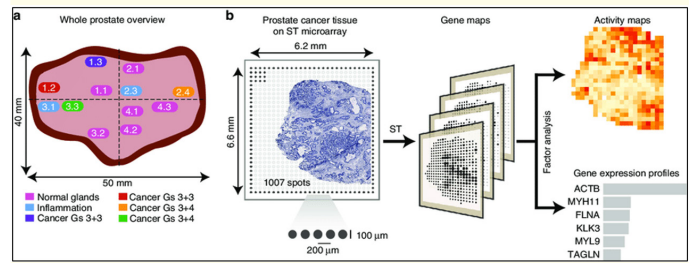 a
Whole prostate overview
40 mm
1.3
2.1
1.2
1.1
2.3
2.4
3.1
3.3
4.1
4.3
3.2
4.2
50 mm
Normal glands
Inflammation
Cancer Gs 3+3
Cancer Gs 3+3
Cancer Gs 3+4
Cancer Gs 3+4
b
Prostate cancer tissue
on ST microarray
6.2 mm
6.6 mm
1007 spots
100 µm
200 µm
ST
Gene maps
Factor analysis
Activity maps
Gene expression profiles
ACTB
MYH11
FLNA
KLK3
MYL9
TAGLN